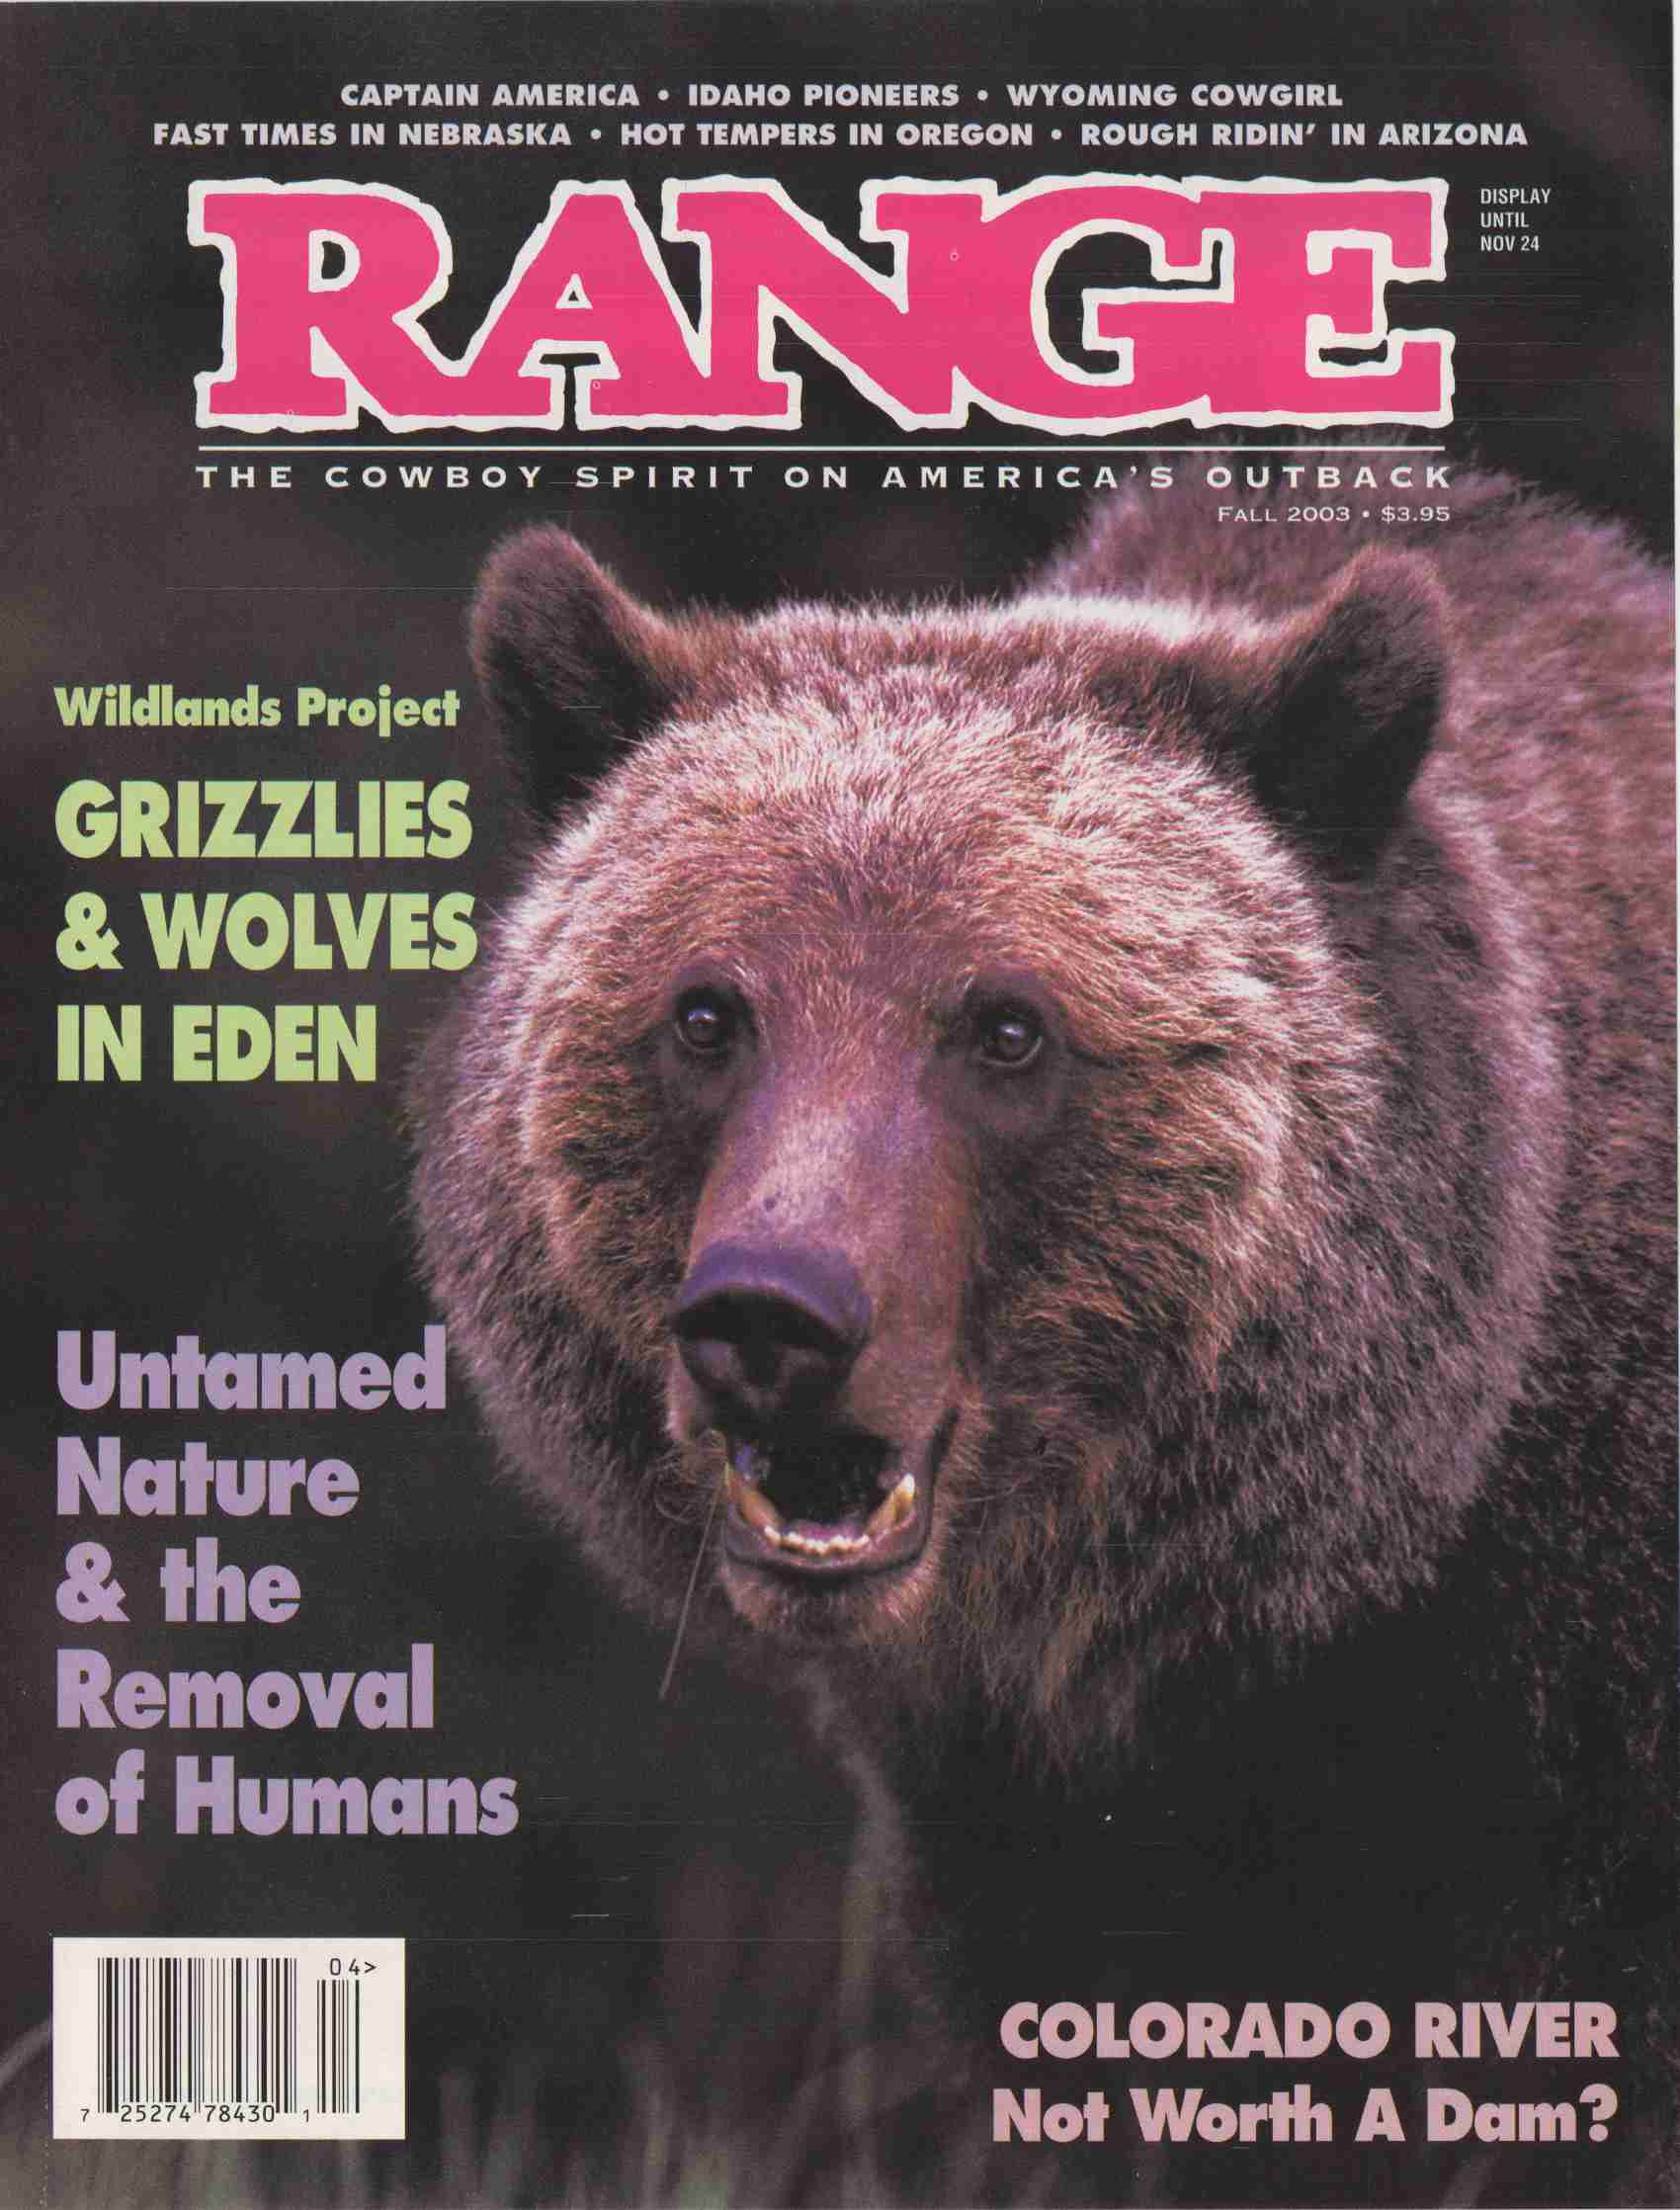 CAPTAIN AMERICA • IDAHO PIONEERS • WYOMING COWGIRL
FAST TIMES IN NEBRASKA • HOT TEMPERS IN OREGON • ROUGH RIDIN' IN ARIZONA
RANGE
DISPLAY
UNTIL
NOV 24
THE COWBOY SPIRIT ON AMERICA'S OUTBACK
FALL 2003 • $3.95
Wildlands Project
GRIZZLIES
& WOLVES
IN EDEN
Untamed
Nature
& the
Removal
of Humans
04>
7 25274 78430 1
COLORADO RIVER
Not Worth A Dam?